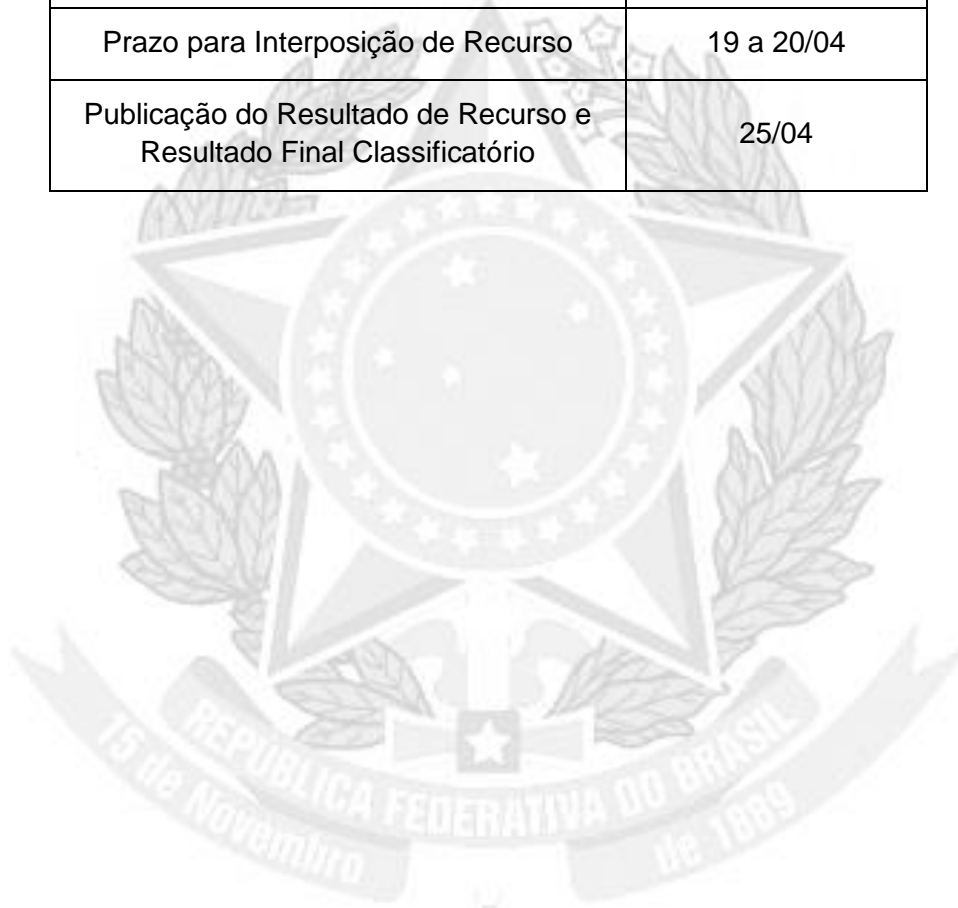 Prazo para Interposição de Recurso
19 a 20/04
Publicação do Resultado de Recurso e
Resultado Final Classificatório
25/04
REPÚBLICA FEDERATIVA DO BRASIL
15 de Novembro
de 1889